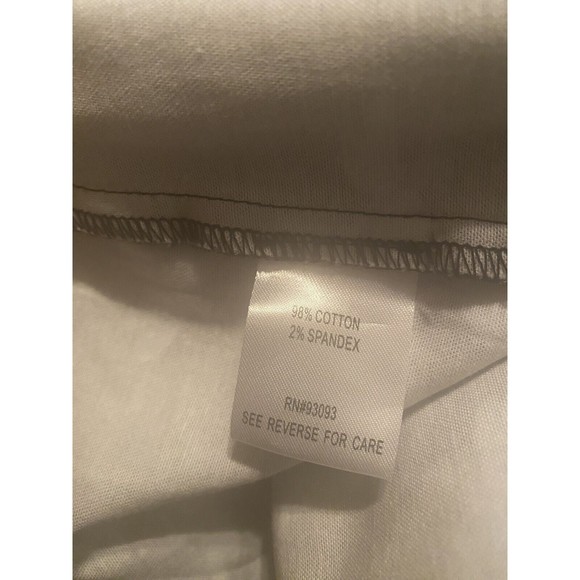 98% COTTON
2% SPANDEX
RN#93093
SEE REVERSE FOR CARE